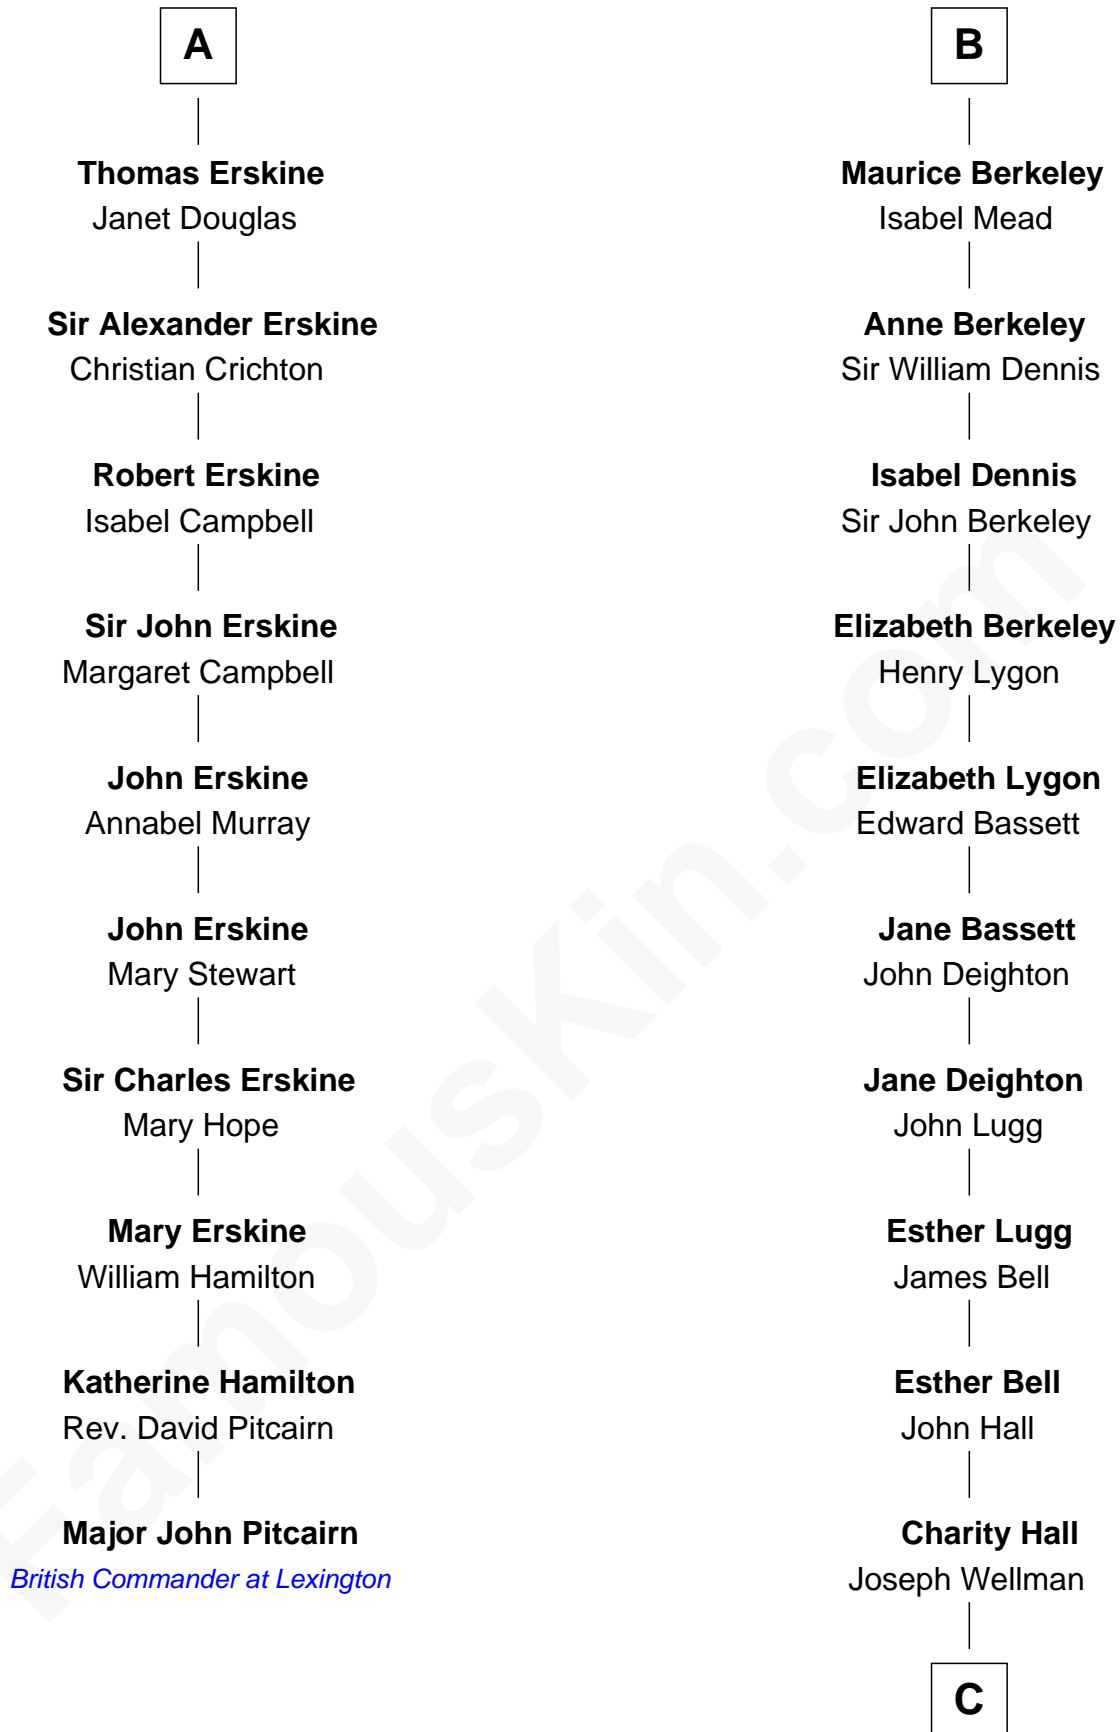 A
Thomas Erskine
Janet Douglas
Sir Alexander Erskine
Christian Crichton
Robert Erskine
Isabel Campbell
Sir John Erskine
Margaret Campbell
John Erskine
Annabel Murray
John Erskine
Mary Stewart
Sir Charles Erskine
Mary Hope
Mary Erskine
William Hamilton
Katherine Hamilton
Rev. David Pitcairn
Major John Pitcairn
British Commander at Lexington
B
Maurice Berkeley
Isabel Mead
Anne Berkeley
Sir William Dennis
Isabel Dennis
Sir John Berkeley
Elizabeth Berkeley
Henry Lygon
Elizabeth Lygon
Edward Bassett
Jane Bassett
John Deighton
Jane Deighton
John Lugg
Esther Lugg
James Bell
Esther Bell
John Hall
Charity Hall
Joseph Wellman
C
FamousKin.com